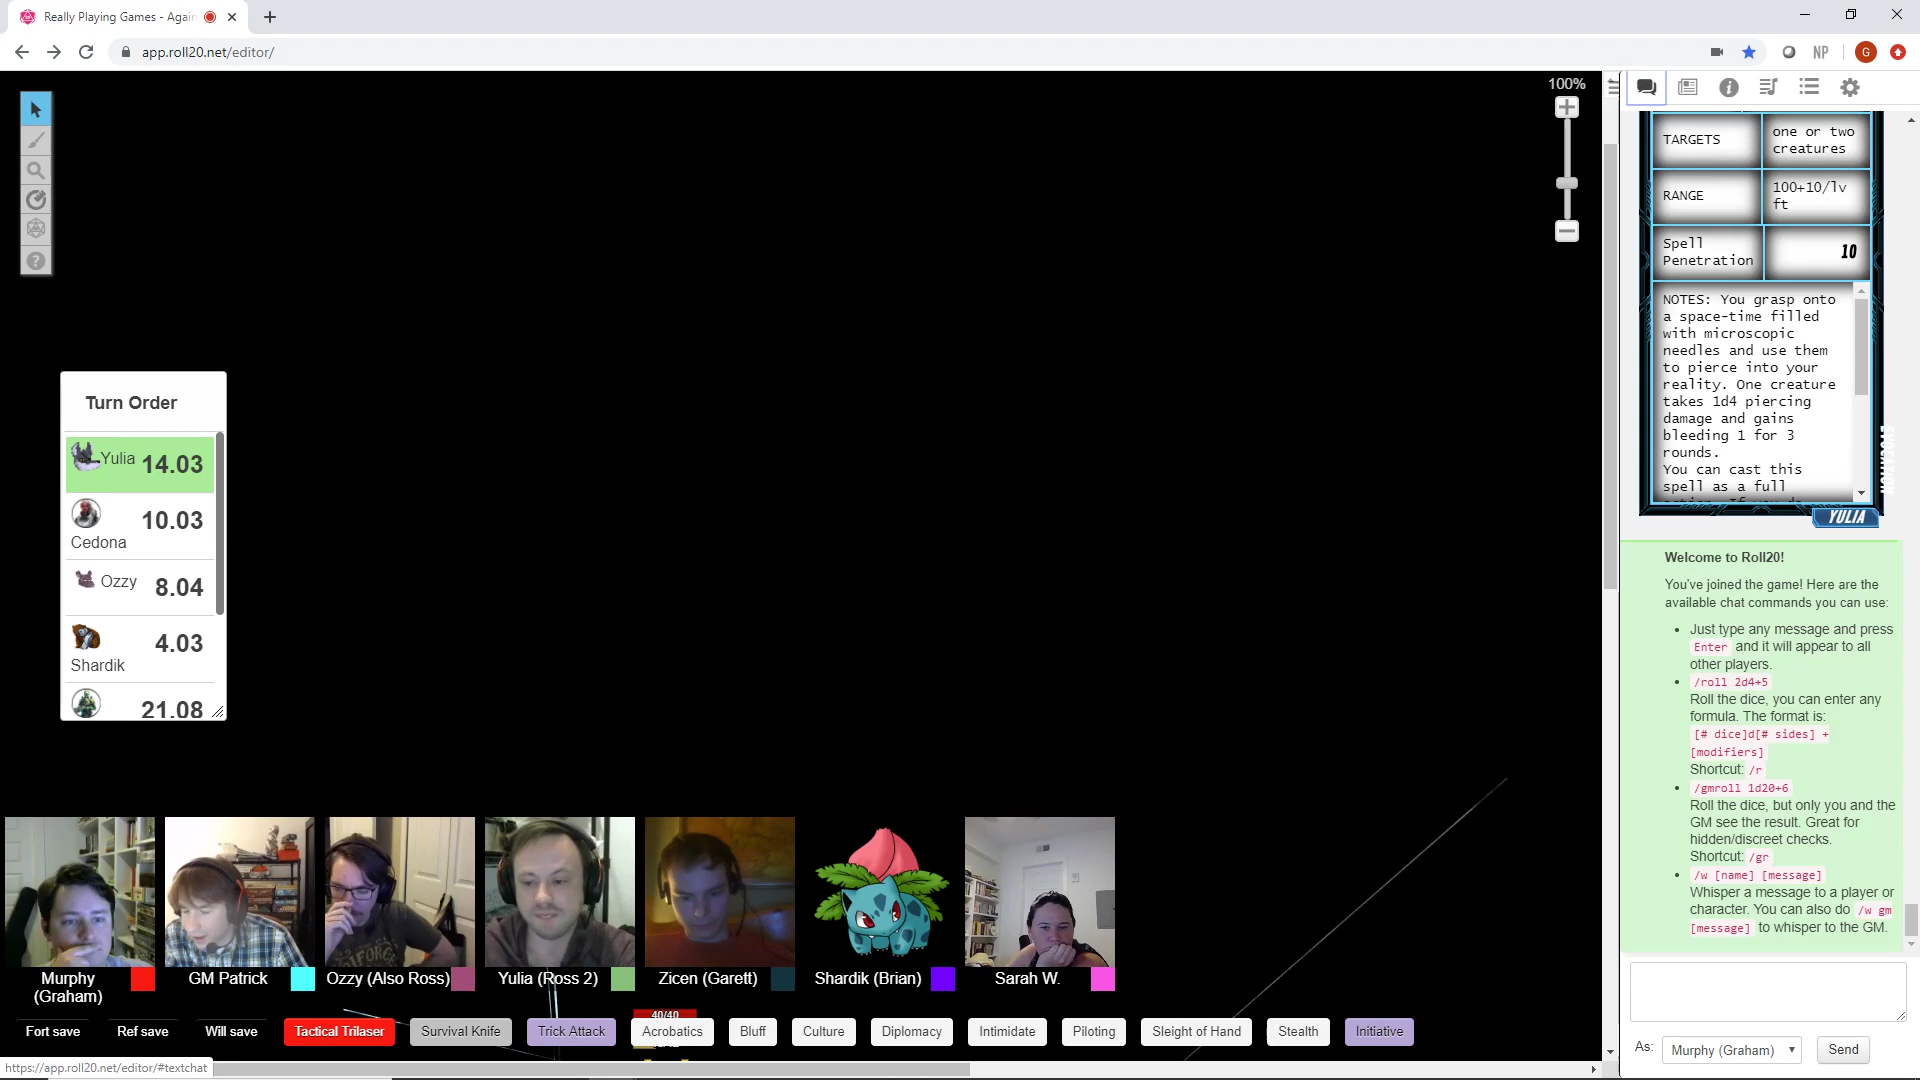 Really Playing Games - Again
app.roll20.net/editor/
NP
G
100%
TARGETS
one or two
creatures
RANGE
100+10/lv
ft
Spell
Penetration
10
NOTES: You grasp onto
a space-time filled
with microscopic
needles and use them
to pierce into your
reality. One creature
takes 1d4 piercing
damage and gains
bleeding 1 for 3
rounds.
You can cast this
spell as a full
EVOCATION
YULIA
Turn Order
Yulia 14.03
10.03
Cedona
Ozzy 8.04
4.03
Shardik
21.08
Welcome to Roll20!
You've joined the game! Here are the
available chat commands you can use:
Just type any message and press
Enter and it will appear to all
other players.
/roll 2d4+5
Roll the dice, you can enter any
formula. The format is:
[# dice]d[# sides] +
[modifiers]
Shortcut: /r
/gmroll 1d20+6
Roll the dice, but only you and the
GM see the result. Great for
hidden/discreet checks.
Shortcut: /gr
/w [name] [message]
Whisper a message to a player or
character. You can also do /w gm
[message] to whisper to the GM.
Murphy
(Graham)
GM Patrick
Ozzy (Also Ross)
Yulia (Ross 2)
Zicen (Garett)
Shardik (Brian)
Sarah W.
40/40
Fort save
Ref save
Will save
Tactical Trilaser
Survival Knife
Trick Attack
Acrobatics
Bluff
Culture
Diplomacy
Intimidate
Piloting
Sleight of Hand
Stealth
Initiative
As:
Murphy (Graham)
Send
https://app.roll20.net/editor/#textchat